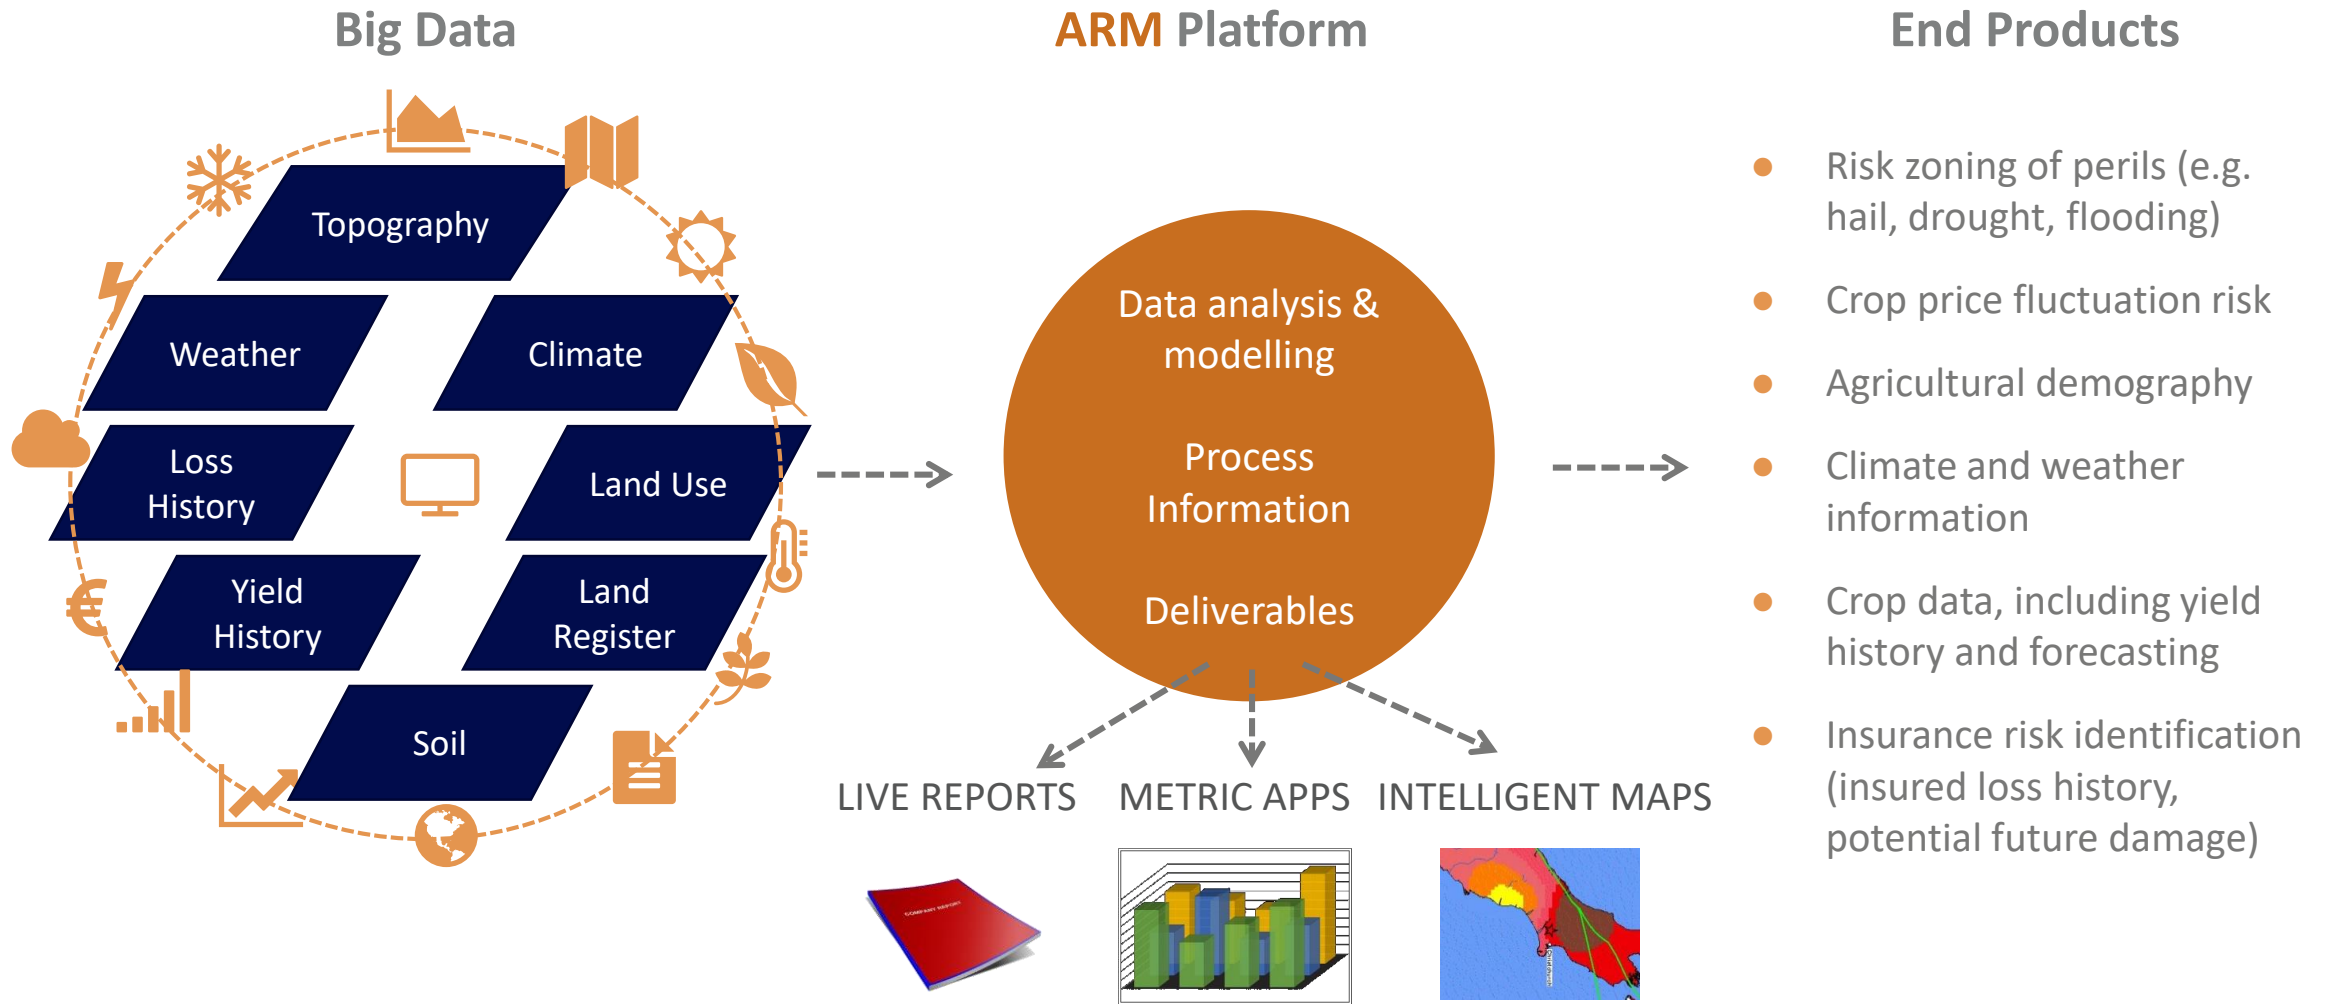 Big Data
ARM Platform
End Products
Topography
Weather
Climate
Loss
History
Land Use
Yield
History
Land
Register
Soil
Data analysis &
modelling
Process
Information
Deliverables
LIVE REPORTS
METRIC APPS
INTELLIGENT MAPS
COMPANY REPORT
Risk zoning of perils (e.g.
hail, drought, flooding)
Crop price fluctuation risk
Agricultural demography
Climate and weather
information
Crop data, including yield
history and forecasting
Insurance risk identification
(insured loss history,
potential future damage)